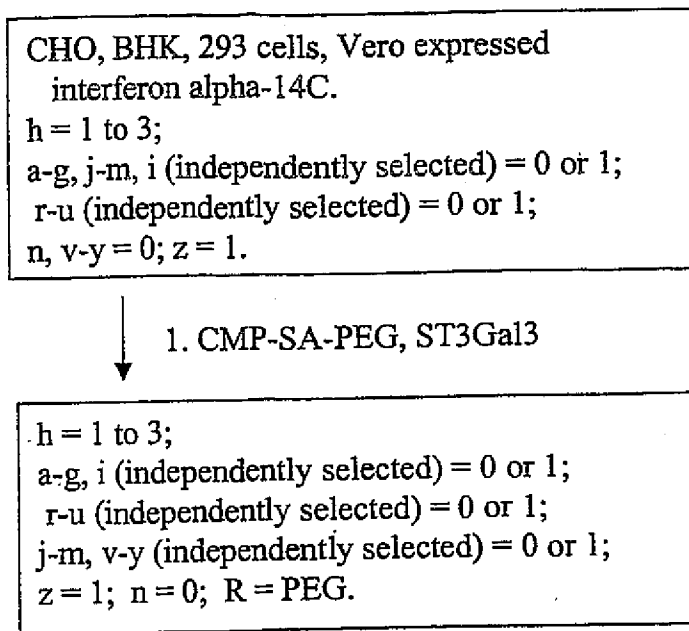 CHO, BHK, 293 cells, Vero expressed
interferon alpha-14C.
h = 1 to 3;
a-g, j-m, i (independently selected) = 0 or 1;
r-u (independently selected) = 0 or 1;
n, v-y = 0; z = 1.
1. CMP-SA-PEG, ST3Gal3
h = 1 to 3;
a-g, i (independently selected) = 0 or 1;
r-u (independently selected) = 0 or 1;
j-m, v-y (independently selected) = 0 or 1;
z = 1; n = 0; R = PEG.